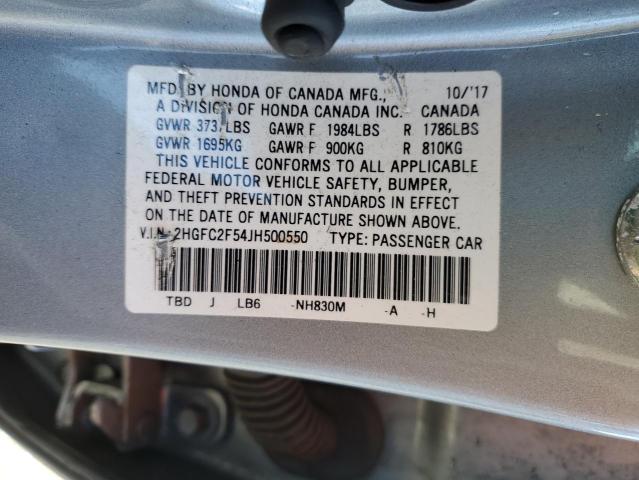 MFD BY HONDA OF CANADA MFG., 10/'17
A DIVISION OF HONDA CANADA INC. CANADA
GVWR 3737LBS GAWR F 1984LBS R 1786LBS
GVWR 1695KG GAWR F 900KG R 810KG
THIS VEHICLE CONFORMS TO ALL APPLICABLE
FEDERAL MOTOR VEHICLE SAFETY, BUMPER,
AND THEFT PREVENTION STANDARDS IN EFFECT
ON THE DATE OF MANUFACTURE SHOWN ABOVE.
V.I.N.: 2HGFC2F54JH500550 TYPE: PASSENGER CAR
TBD J LB6 -NH830M -A -H